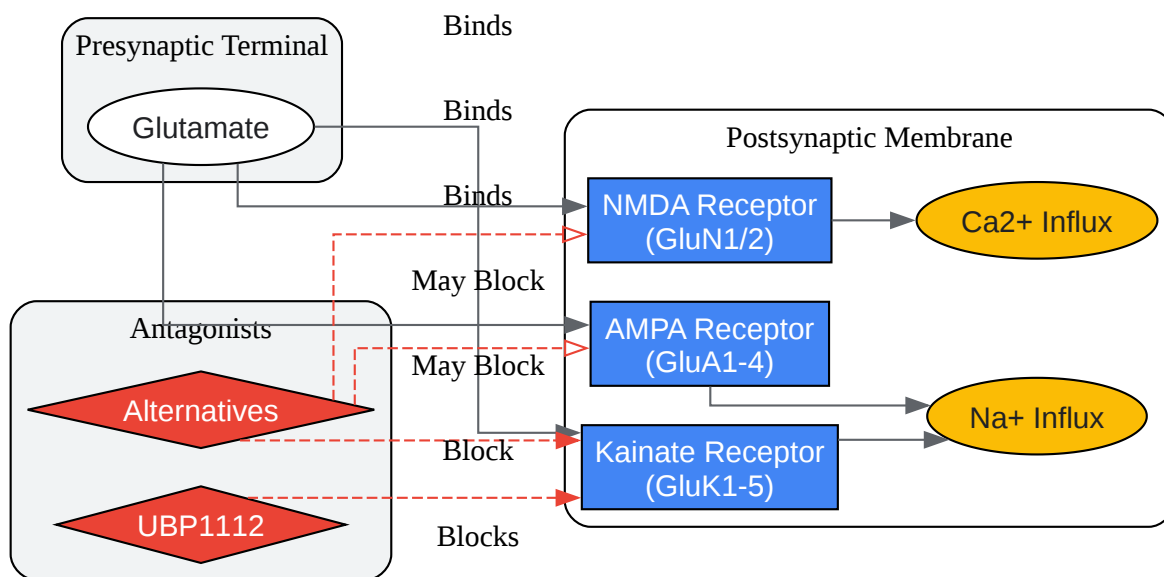 Binds
Presynaptic Terminal
Glutamate
Binds
Postsynaptic Membrane
Binds
NMDA Receptor
(GluN1/2)
Ca2+ Influx
May Block
Antagonists
AMPA Receptor
(GluA1-4)
May Block
Alternatives
Na+ Influx
Block
Kainate Receptor
(GluK1-5)
UBP1112
Blocks